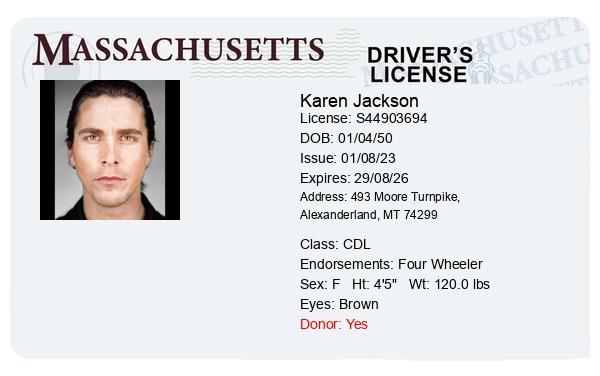 MASSACHUSETTS
DRIVER'S
LICENSE
Karen Jackson
License: S44903694
DOB: 01/04/50
Issue: 01/08/23
Expires: 29/08/26
Address: 493 Moore Turnpike,
Alexanderland, MT 74299
Class: CDL
Endorsements: Four Wheeler
Sex: F Ht: 4'5" Wt: 120.0 lbs
Eyes: Brown
Donor: Yes